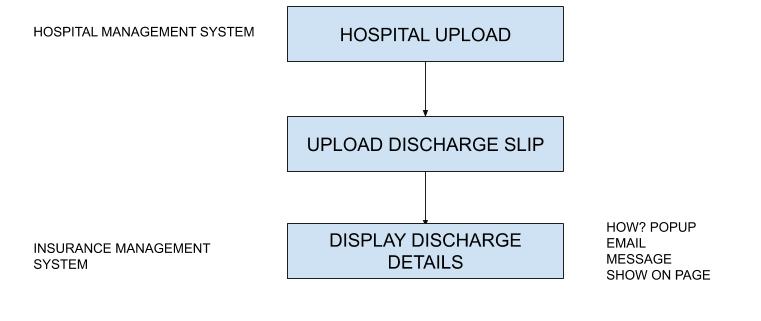 HOSPITAL MANAGEMENT SYSTEM
HOSPITAL UPLOAD
UPLOAD DISCHARGE SLIP
INSURANCE MANAGEMENT
SYSTEM
DISPLAY DISCHARGE
DETAILS
HOW? POPUP
EMAIL
MESSAGE
SHOW ON PAGE